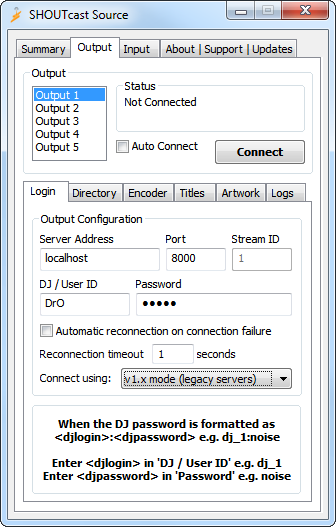 SHOUTcast Source
Summary Output Input About | Support | Updates
Output
Output 1
Output 2
Output 3
Output 4
Output 5
Status
Not Connected
Auto Connect
Connect
Login Directory Encoder Titles Artwork Logs
Output Configuration
Server Address Port Stream ID
localhost 8000 1
DJ / User ID Password
DrO ●●●●●
Automatic reconnection on connection failure
Reconnection timeout 1 seconds
Connect using: v1.x mode (legacy servers)
When the DJ password is formatted as
<djlogin>:<djpassword> e.g. dj_1:noise
Enter <djlogin> in 'DJ / User ID' e.g. dj_1
Enter <djpassword> in 'Password' e.g. noise